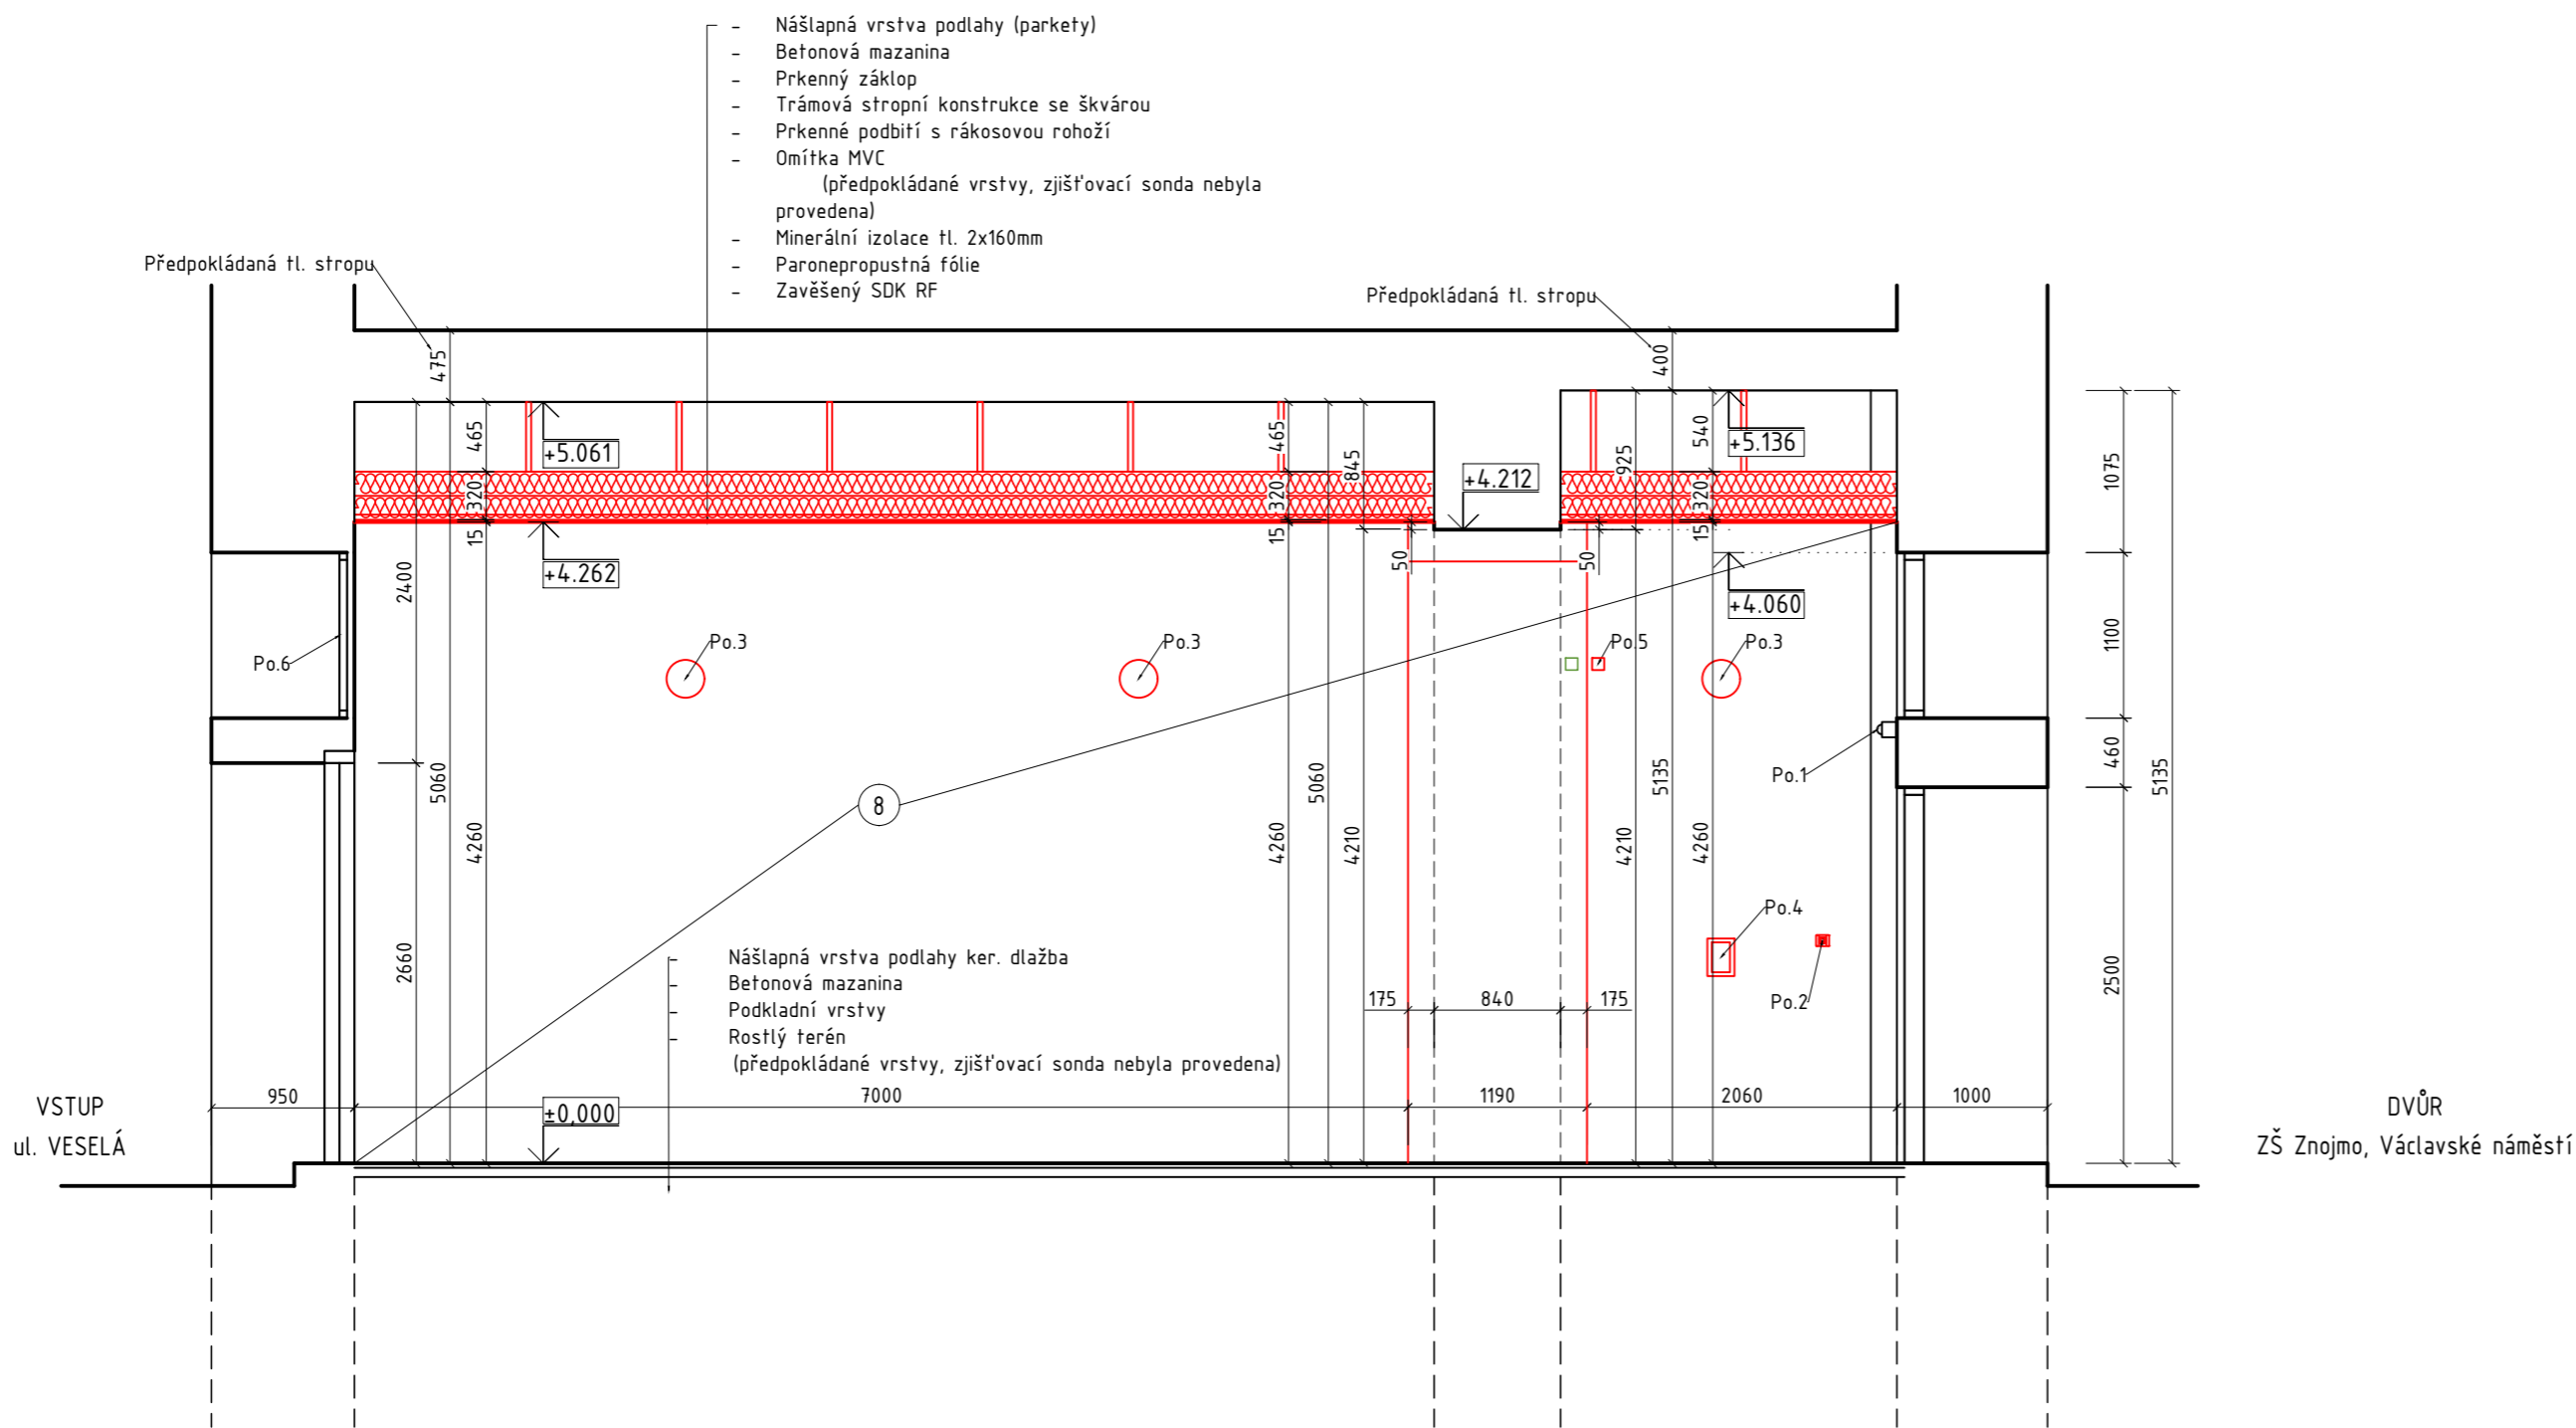 - Nášlapná vrstva podlahy (parkety)
- Betonová mazanina
- Prkenný záklop
- Trámová stropní konstrukce se škvárou
- Prkenné podbití s rákosovou rohoží
- Omítka MVC
(předpokládané vrstvy, zjišťovací sonda nebyla
provedena)
- Minerální izolace tl. 2x160mm
- Paronepropustná fólie
- Zavěšený SDK RF
Předpokládaná tl. stropu
Předpokládaná tl. stropu
475
400
465
+5.061
465
845
925
540
+5.136
1075
320
320
+4.212
320
15
15
15
50
50
+4.262
+4.060
2400
1100
Po.6
Po.3
Po.3
Po.5
Po.3
Po.1
460
5135
5060
5060
5135
8
4260
4260
4210
4210
4260
Po.4
Po.2
2660
2500
- Nášlapná vrstva podlahy ker. dlažba
- Betonová mazanina
- Podkladní vrstvy
- Rostlý terén
(předpokládané vrstvy, zjišťovací sonda nebyla provedena)
175
840
175
950
7000
1190
2060
1000
±0,000
VSTUP
ul. VESELÁ
DVŮR
ZŠ Znojmo, Václavské náměstí